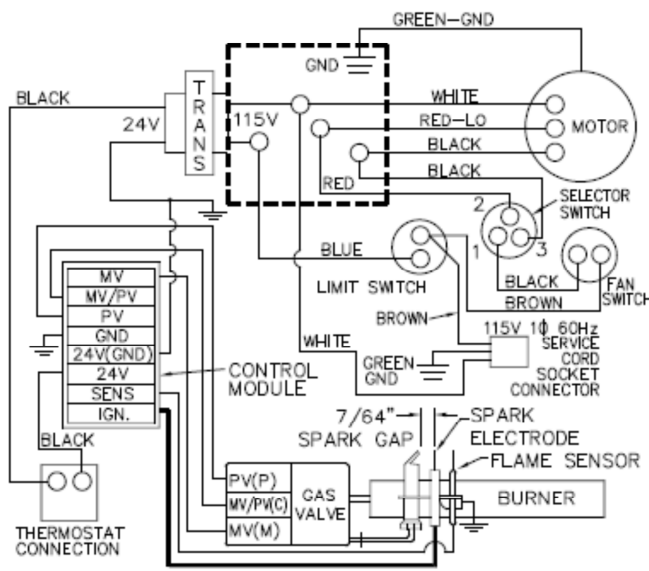 GREEN-GND
GND
BLACK
TRANS
24V
115V
WHITE
RED-LO
BLACK
MOTOR
BLACK
RED
2
SELECTOR
SWITCH
1
3
BLUE
LIMIT SWITCH
BLACK
FAN
SWITCH
BROWN
BROWN
MV
MV/PV
PV
GND
24V(GND)
24V
SENS
IGN.
CONTROL
MODULE
WHITE
GREEN
GND
115V 1Ø 60Hz
SERVICE
CORD
SOCKET
CONNECTOR
7/64"
SPARK GAP
SPARK
ELECTRODE
FLAME SENSOR
BLACK
THERMOSTAT
CONNECTION
PV(P)
MV/PV(C)
MV(M)
GAS
VALVE
BURNER